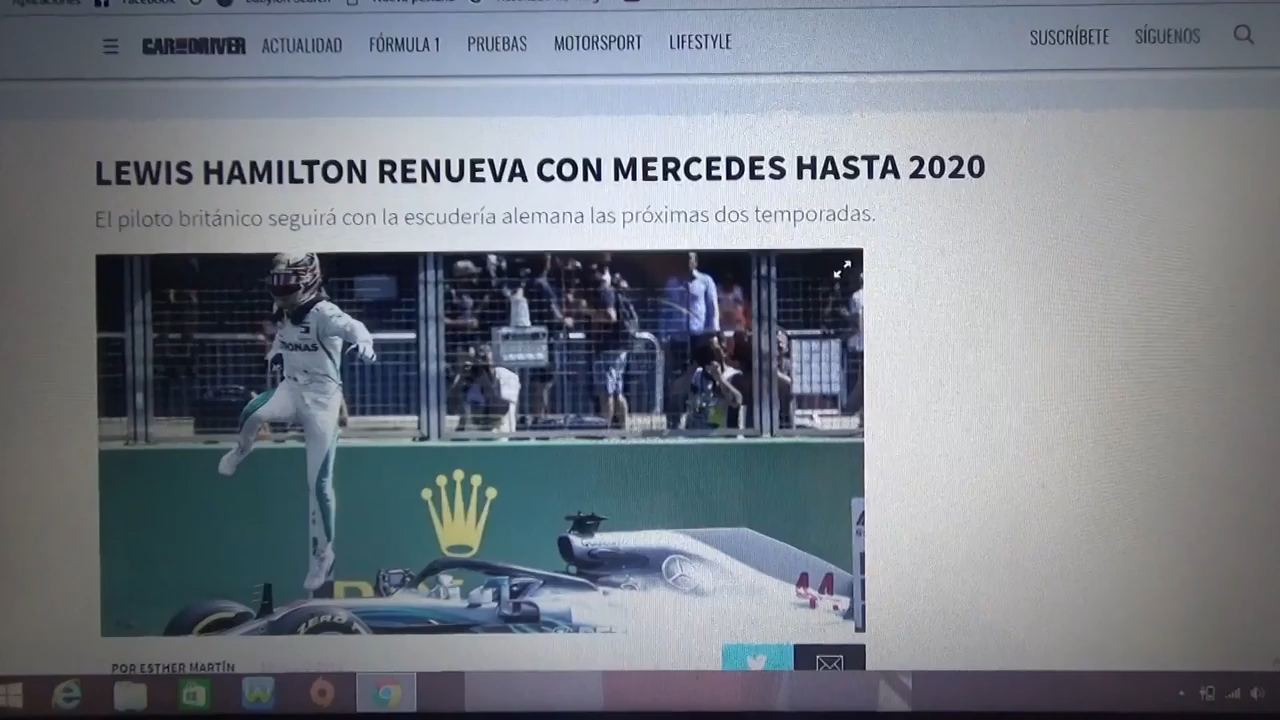 CAR AND DRIVER ACTUALIDAD FÓRMULA 1 PRUEBAS MOTORSPORT LIFESTYLE SUSCRÍBETE SÍGUENOS
LEWIS HAMILTON RENUEVA CON MERCEDES HASTA 2020
El piloto británico seguirá con la escudería alemana las próximas dos temporadas.
44
ZERO
POR ESTHER MARTÍN